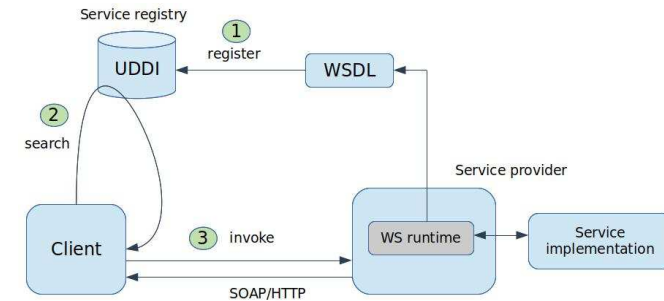 Service registry
1
register
UDDI
WSDL
2
search
Service provider
Client
3
invoke
WS runtime
Service
implementation
SOAP/HTTP